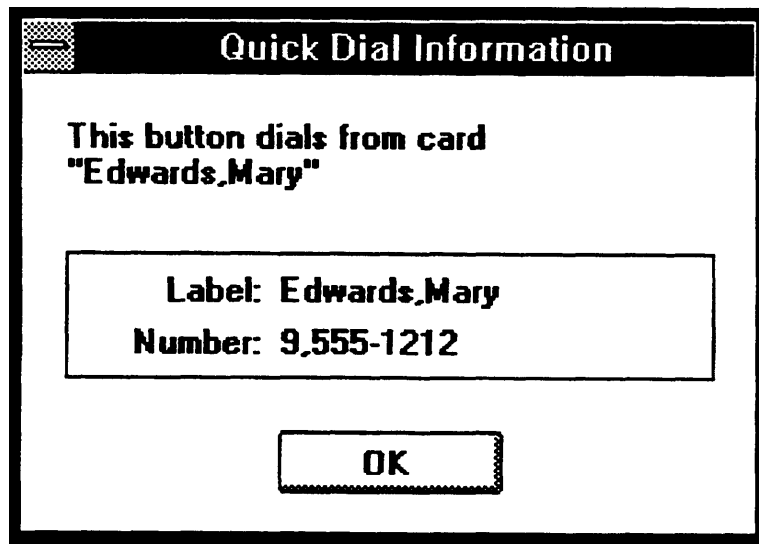 Quick Dial Information
This button dials from card
"Edwards,Mary"
Label: Edwards,Mary
Number: 9,555-1212
OK